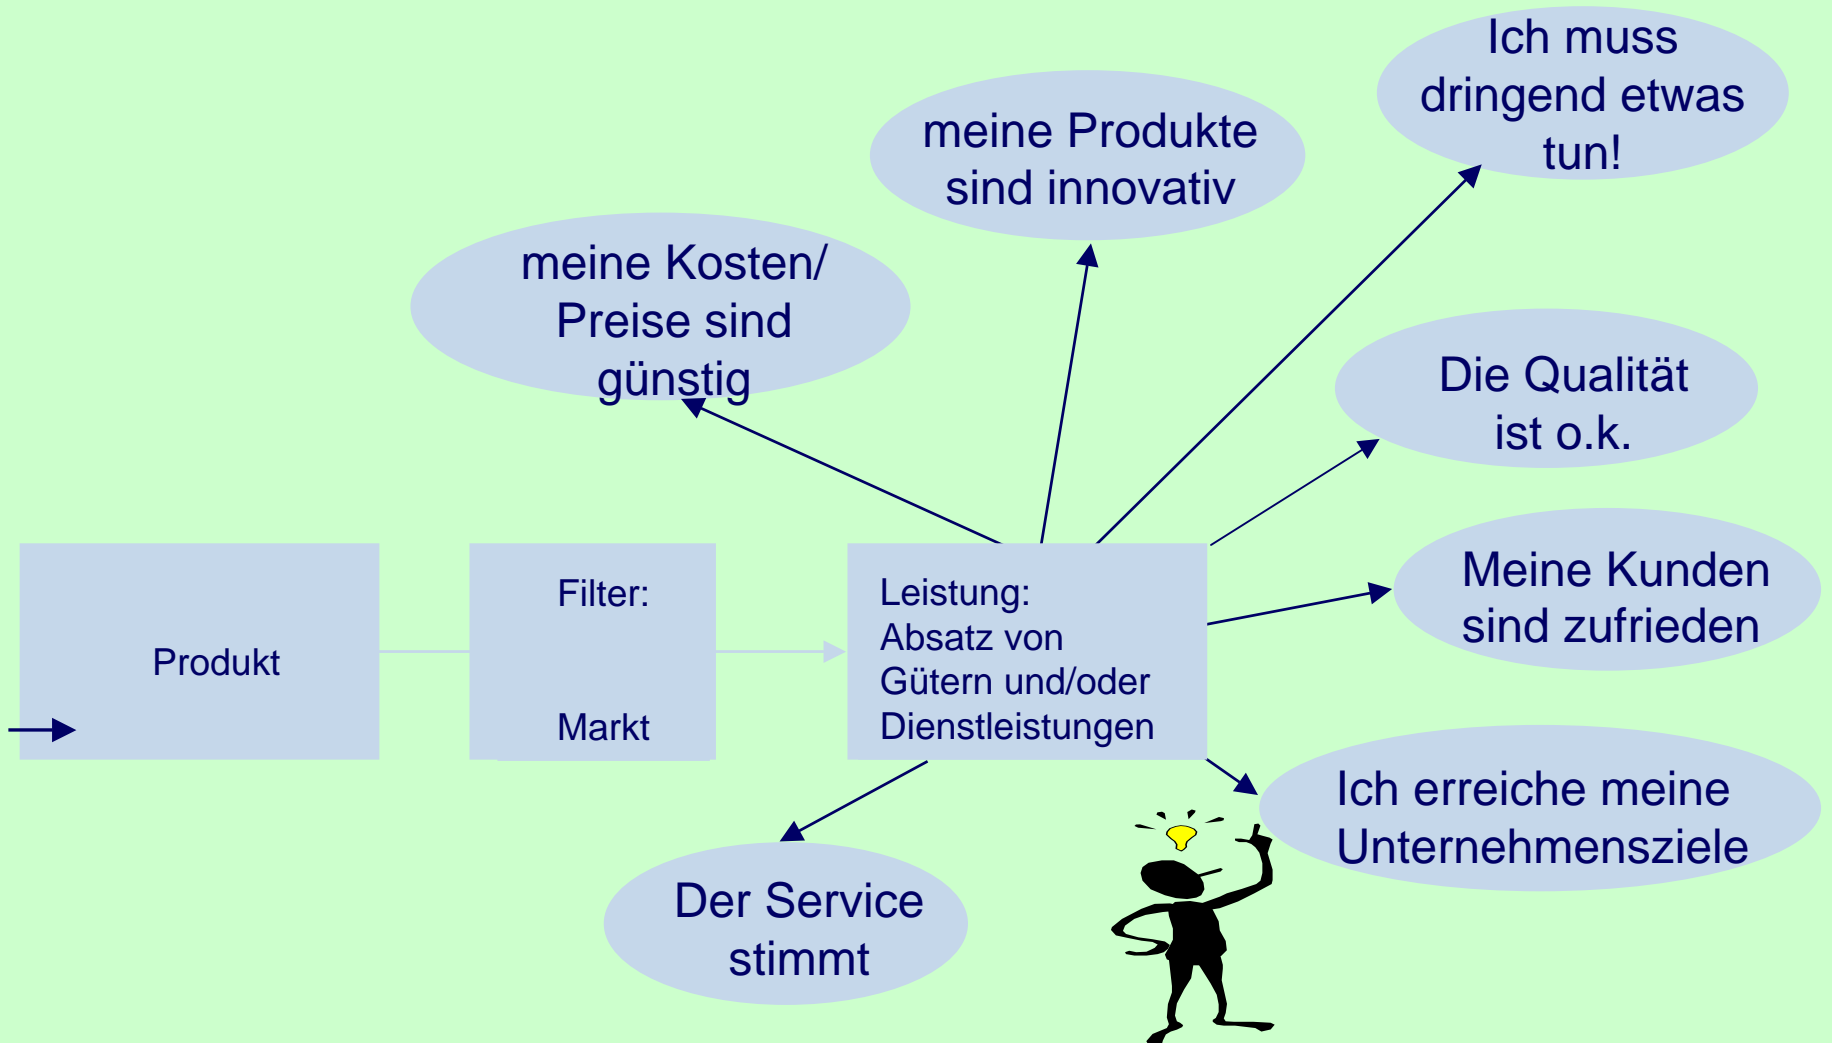 Ich muss
dringend etwas
tun!
meine Produkte
sind innovativ
meine Kosten/
Preise sind
günstig
Die Qualität
ist o.k.
Meine Kunden
sind zufrieden
Produkt
Filter:
Markt
Leistung:
Absatz von
Gütern und/oder
Dienstleistungen
Ich erreiche meine
Unternehmensziele
Der Service
stimmt